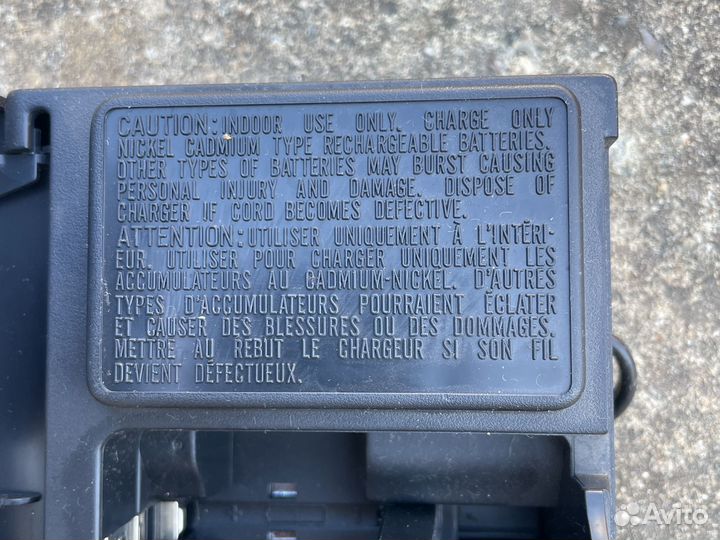 CAUTION: INDOOR USE ONLY. CHARGE ONLY
NICKEL CADMIUM TYPE RECHARGEABLE BATTERIES.
OTHER TYPES OF BATTERIES MAY BURST CAUSING
PERSONAL INJURY AND DAMAGE. DISPOSE OF
CHARGER IF CORD BECOMES DEFECTIVE.
ATTENTION: UTILISER UNIQUEMENT À L'INTÉRI-
EUR. UTILISER POUR CHARGER UNIQUEMENT LES
ACCUMULATEURS AU CADMIUM-NICKEL. D'AUTRES
TYPES D'ACCUMULATEURS POURRAIENT ÉCLATER
ET CAUSER DES BLESSURES OU DES DOMMAGES.
METTRE AU REBUT LE CHARGEUR SI SON FIL
DEVIENT DÉFECTUEUX.
Avito